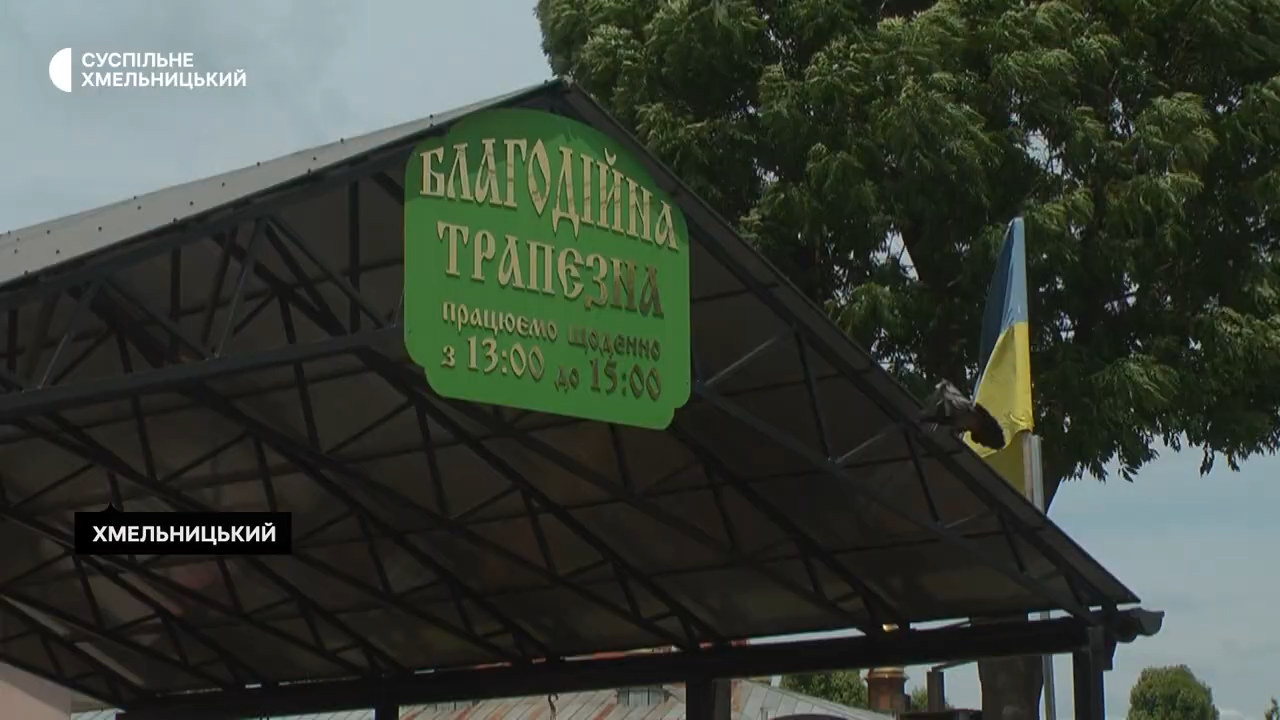 СУСПІЛЬНЕ
ХМЕЛЬНИЦЬКИЙ
БЛАГОДІЙНА
ТРАПЕЗНА
працюємо щоденно
з 13:00 до 15:00
ХМЕЛЬНИЦЬКИЙ